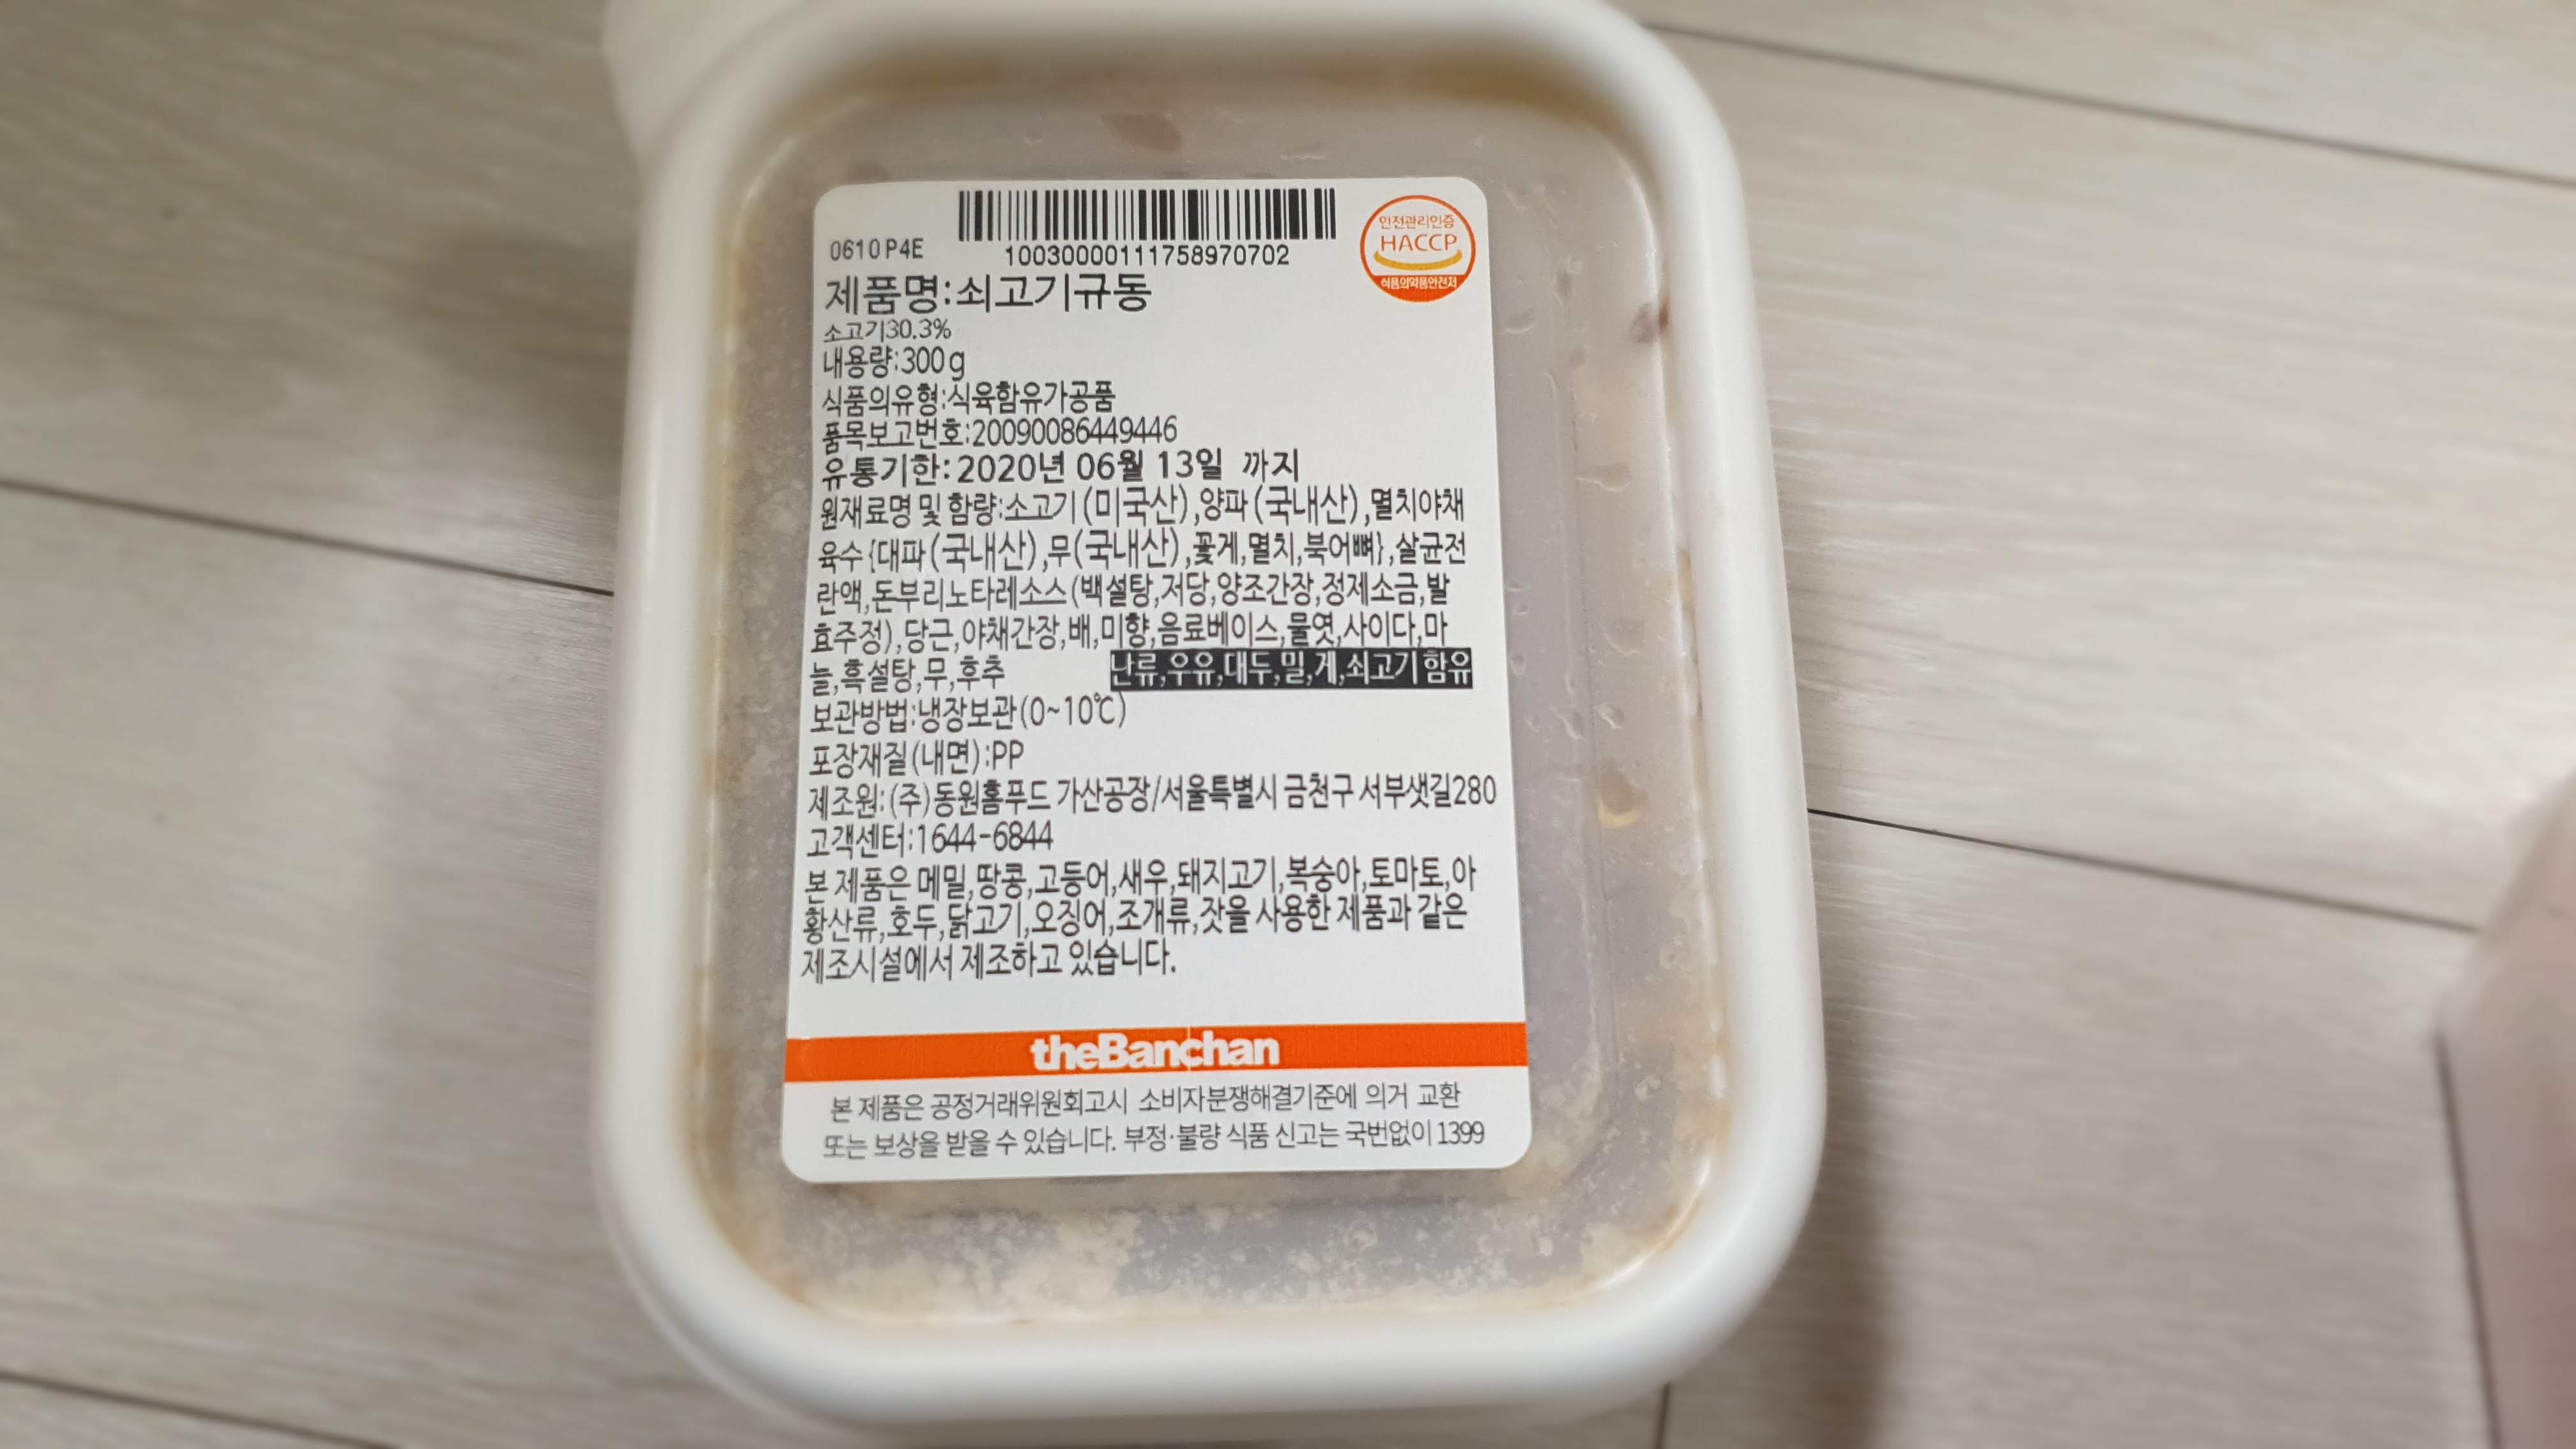 0610 P4E
10030000111758970702
안전관리인증
HACCP
식품의약품안전처
제품명:쇠고기규동
소고기30.3%
내용량:300g
식품의유형:식육함유가공품
품목보고번호:20090086449446
유통기한:2020년 06월 13일 까지
원재료명 및 함량:소고기(미국산),양파(국내산),멸치야채
육수{대파(국내산),무(국내산),꽃게,멸치,북어뼈},살균전
란액,돈부리노타레소스(백설탕,저당,양조간장,정제소금,발
효주정),당근,야채간장,배,미향,음료베이스,물엿,사이다,마
늘,흑설탕,무,후추 난류,우유,대두,밀,게,쇠고기 함유
보관방법:냉장보관(0~10℃)
포장재질(내면):PP
제조원:(주)동원홈푸드 가산공장/서울특별시 금천구 서부샛길280
고객센터:1644-6844
본 제품은 메밀,땅콩,고등어,새우,돼지고기,복숭아,토마토,아
황산류,호두,닭고기,오징어,조개류,잣을 사용한 제품과 같은
제조시설에서 제조하고 있습니다.
theBanchan
본 제품은 공정거래위원회고시 소비자분쟁해결기준에 의거 교환
또는 보상을 받을 수 있습니다. 부정·불량 식품 신고는 국번없이 1399